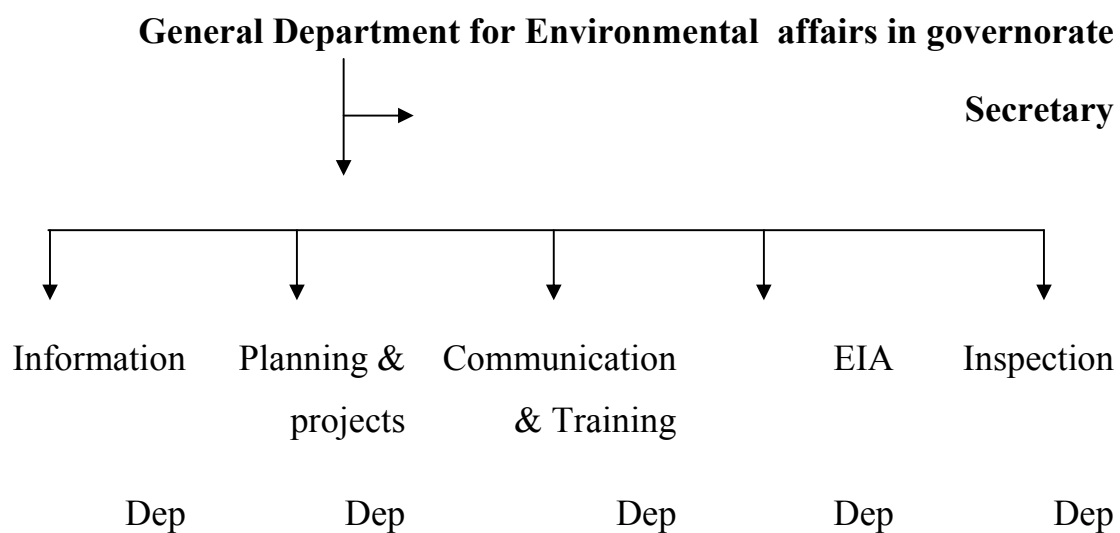 General Department for Environmental affairs in governorate
Secretary
Information Planning & Communication EIA Inspection
projects & Training
Dep Dep Dep Dep Dep